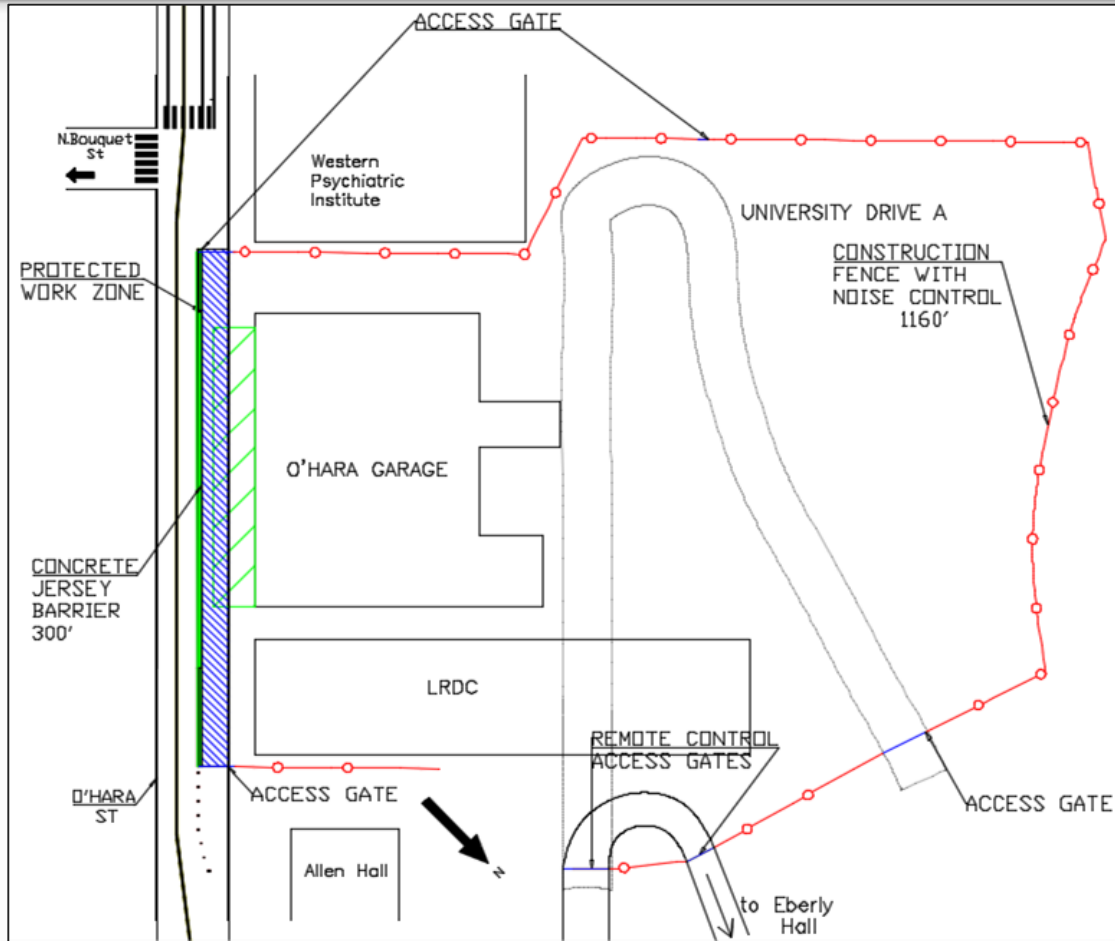 ACCESS GATE
N.Bouquet
St
Western
Psychiatric
Institute
UNIVERSITY DRIVE A
PROTECTED
WORK ZONE
CONSTRUCTION
FENCE WITH
NOISE CONTROL
1160'
O'HARA GARAGE
CONCRETE
JERSEY
BARRIER
300'
LRDC
REMOTE CONTROL
ACCESS GATES
O'HARA
ST
ACCESS GATE
ACCESS GATE
Allen Hall
N
to Eberly
Hall